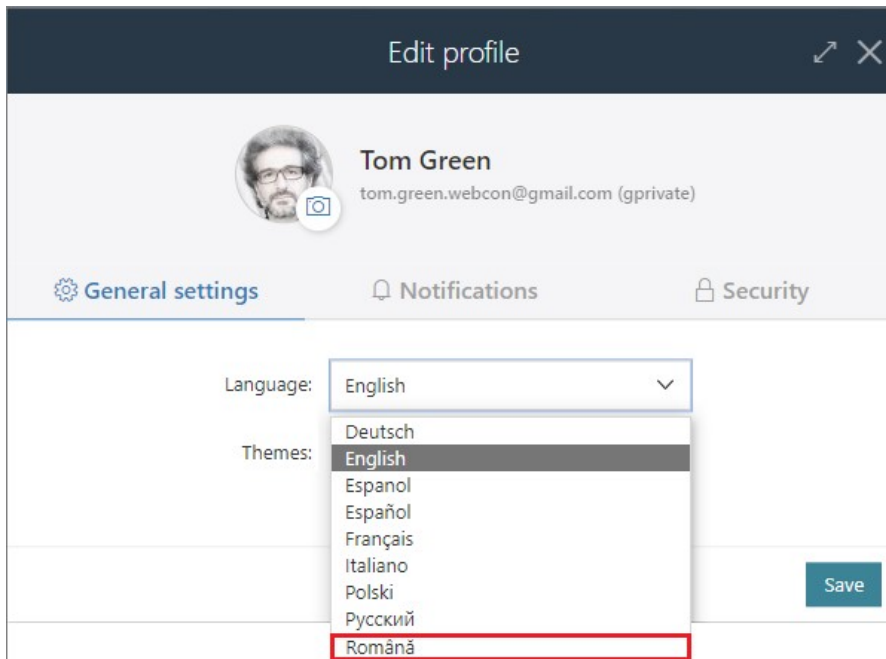 Edit profile
Tom Green
tom.green.webcon@gmail.com (gprivate)
General settings
Notifications
Security
Language:
English
Themes:
Deutsch
English
Espanol
Español
Français
Italiano
Polski
Русский
Română
Save